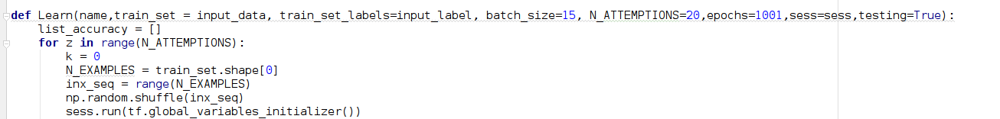 def Learn(name,train_set = input_data, train_set_labels=input_label, batch_size=15, N_ATTEMPTIONS=20,epochs=1001,sess=sess,testing=True):
    list_accuracy = []
    for z in range(N_ATTEMPTIONS):
        k = 0
        N_EXAMPLES = train_set.shape[0]
        inx_seq = range(N_EXAMPLES)
        np.random.shuffle(inx_seq)
        sess.run(tf.global_variables_initializer())